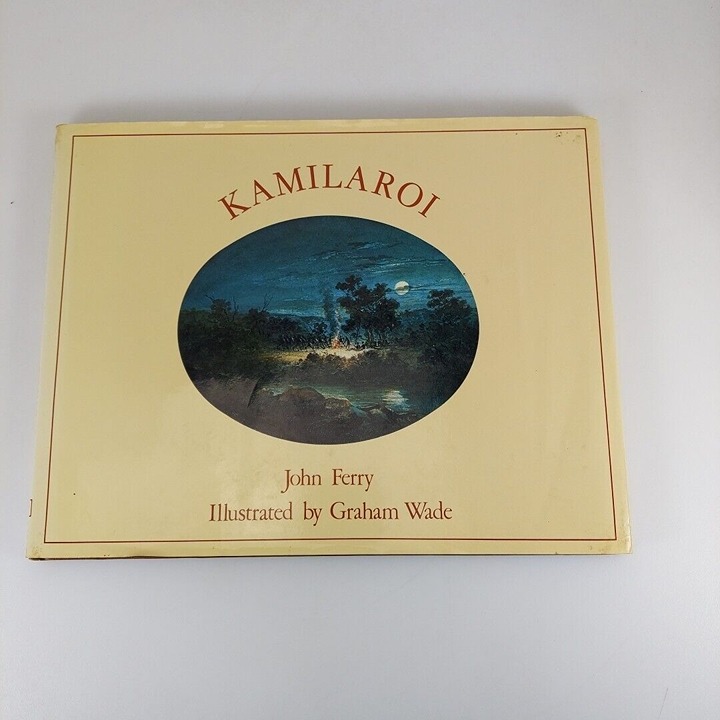 KAMILAROI
John Ferry
Illustrated by Graham Wade